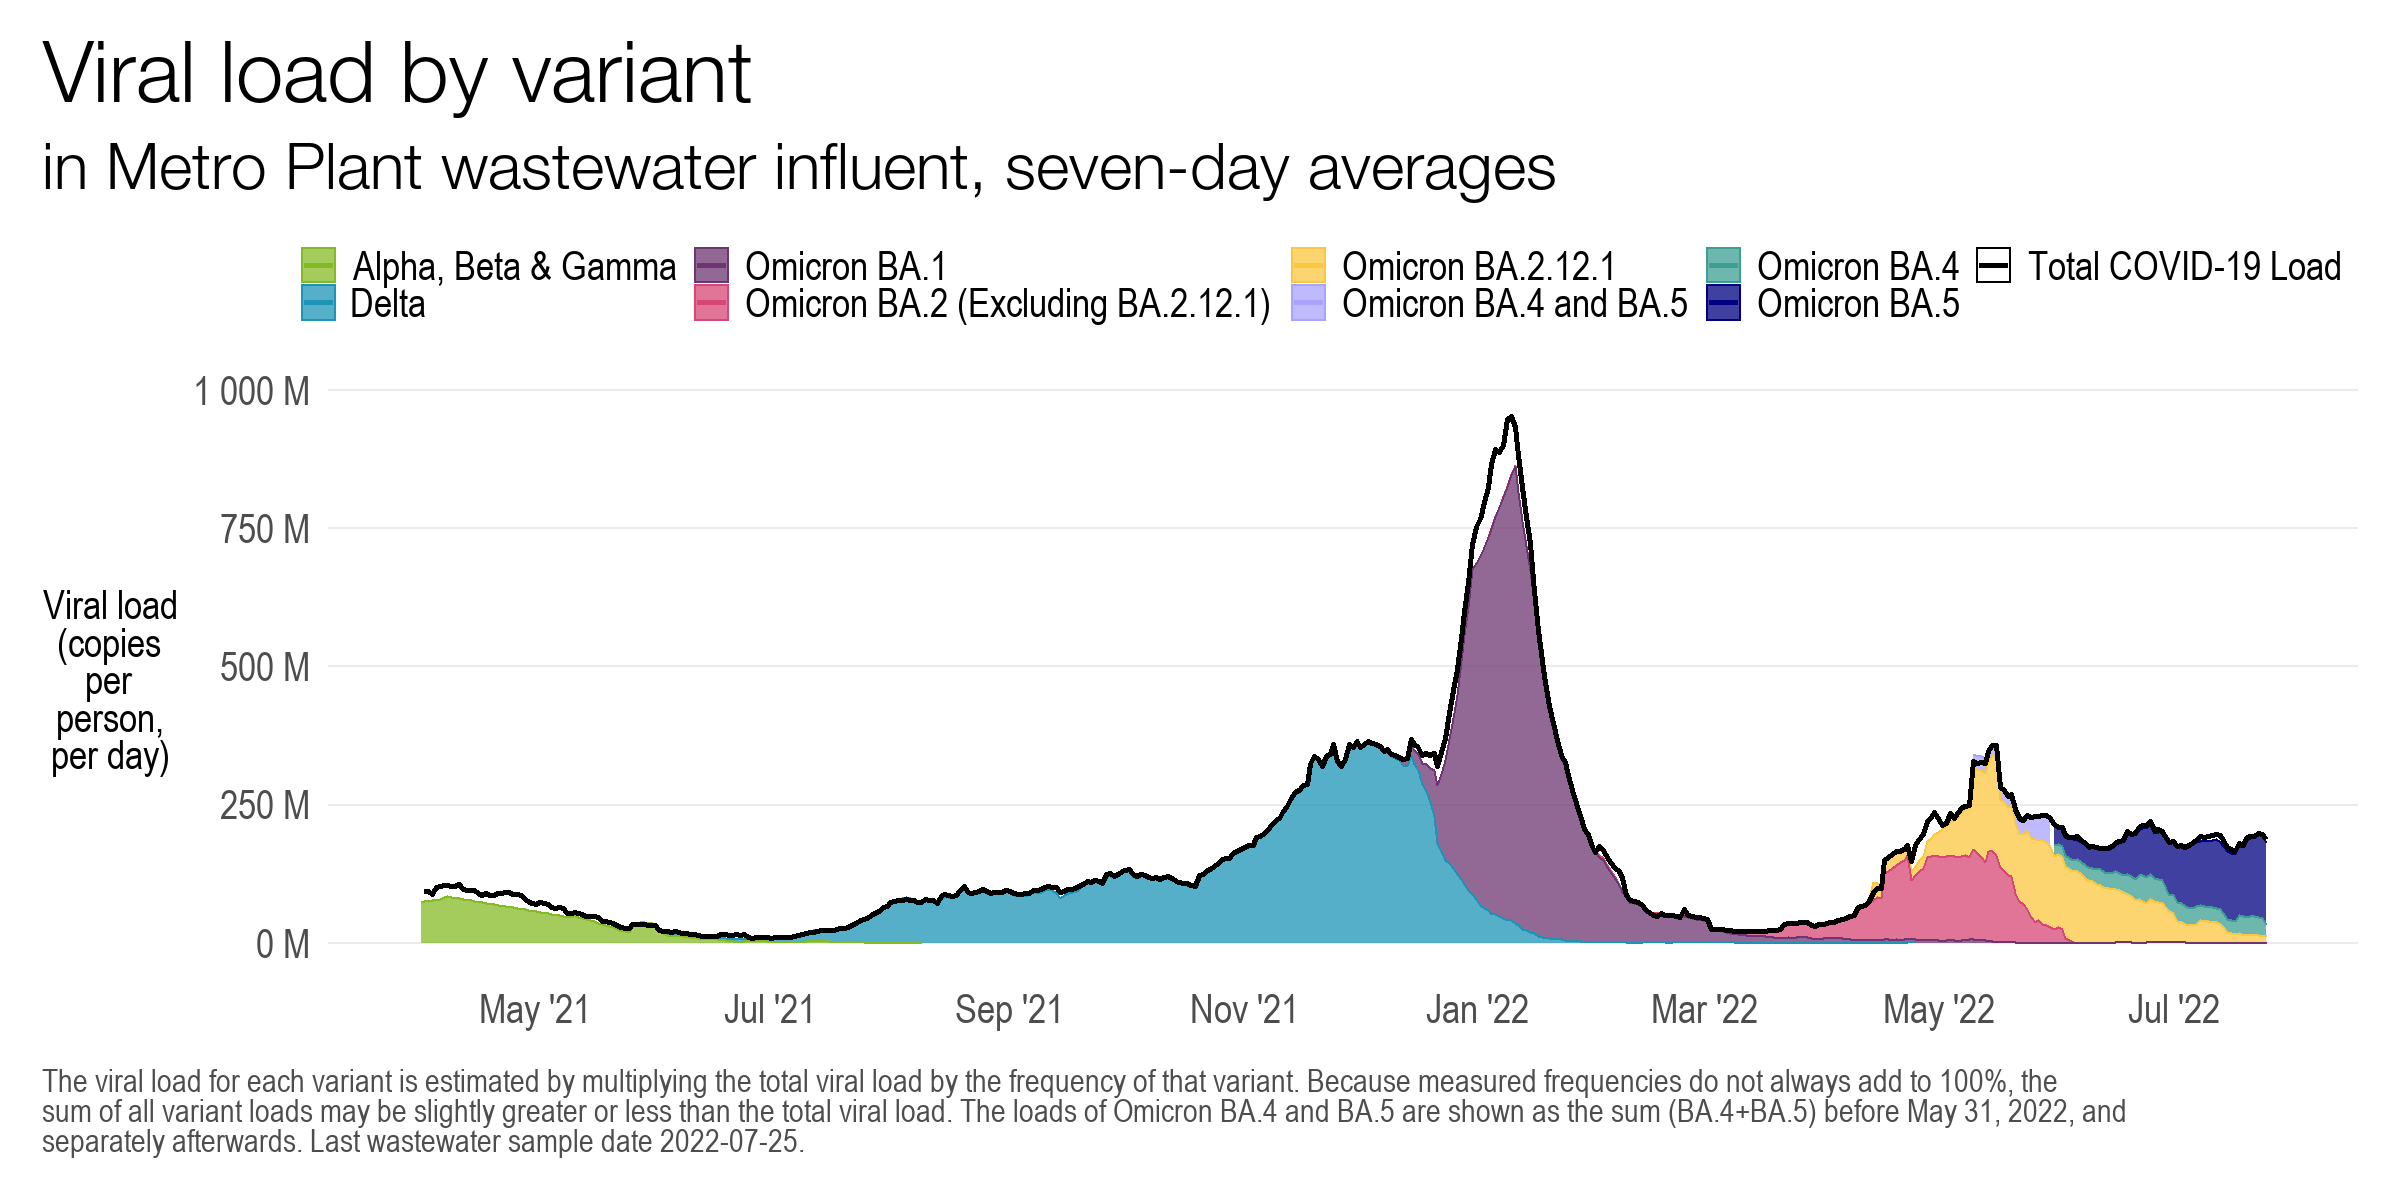 Viral load by variant
in Metro Plant wastewater influent, seven-day averages
Alpha, Beta & Gamma
Delta
Omicron BA.1
Omicron BA.2 (Excluding BA.2.12.1)
Omicron BA.2.12.1
Omicron BA.4 and BA.5
Omicron BA.4
Omicron BA.5
Total COVID-19 Load
1 000 M
750 M
500 M
250 M
0 M
Viral load
(copies
per
person,
per day)
May '21
Jul '21
Sep '21
Nov '21
Jan '22
Mar '22
May '22
Jul '22
The viral load for each variant is estimated by multiplying the total viral load by the frequency of that variant. Because measured frequencies do not always add to 100%, the
sum of all variant loads may be slightly greater or less than the total viral load. The loads of Omicron BA.4 and BA.5 are shown as the sum (BA.4+BA.5) before May 31, 2022, and
separately afterwards. Last wastewater sample date 2022-07-25.